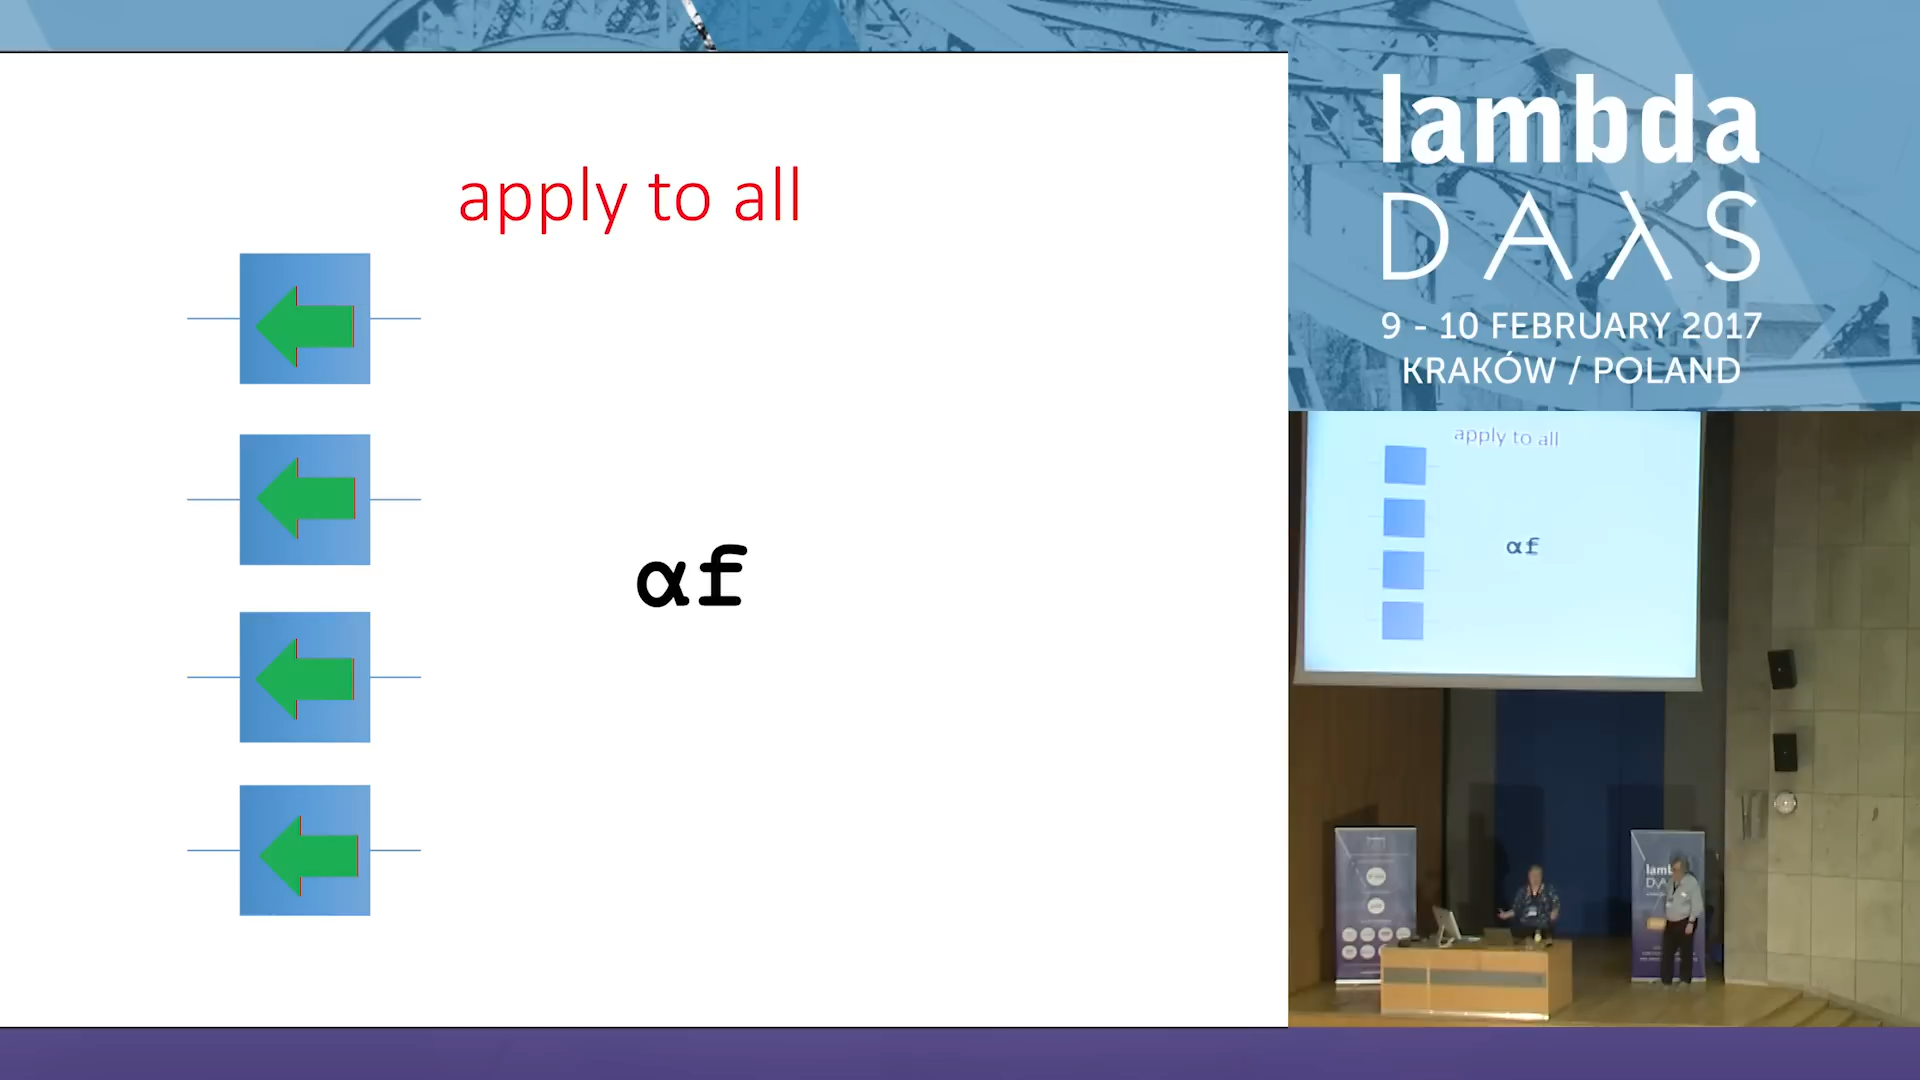 apply to all
αf
lambda
DAλS
9 - 10 FEBRUARY 2017
KRAKÓW / POLAND
apply to all
αf